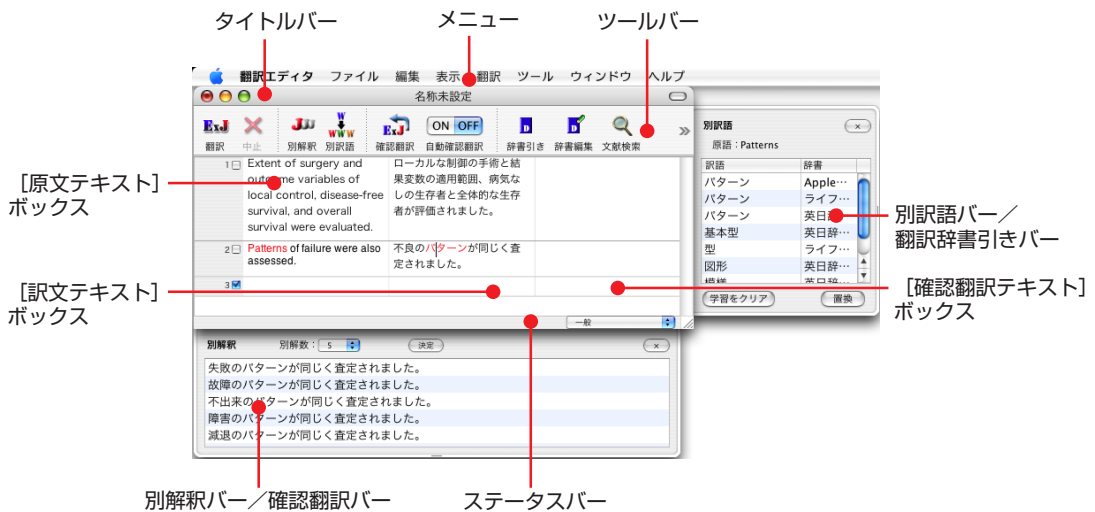 タイトルバー
メニュー
ツールバー
翻訳エディタ ファイル 編集 表示 翻訳 ツール ウィンドウ ヘルプ
名称未設定
ExJ
J
W
WWW
ExJ
ON OFF
D
D
翻訳 中止 別解釈 別訳語 確認翻訳 自動確認翻訳 辞書引き 辞書編集 文献検索
1
Extent of surgery and
outcome variables of
local control, disease-free
survival, and overall
survival were evaluated.
ローカルな制御の手術と結
果変数の適用範囲、病気な
しの生存者と全体的な生存
者が評価されました。
2
Patterns of failure were also
assessed.
不良のパターンが同じく査
定されました。
3
一般
別訳語
原語：Patterns
訳語 辞書
パターン Apple…
パターン ライフ…
パターン 英日辞…
基本型 英日辞…
型 ライフ…
図形 英日辞…
模様 英日辞…
学習をクリア 置換
［原文テキスト］
ボックス
［訳文テキスト］
ボックス
別訳語バー／
翻訳辞書引きバー
［確認翻訳テキスト］
ボックス
別解釈 別解釈数：5 決定
失敗のパターンが同じく査定されました。
故障のパターンが同じく査定されました。
不出来のパターンが同じく査定されました。
障害のパターンが同じく査定されました。
減退のパターンが同じく査定されました。
別解釈バー／確認翻訳バー
ステータスバー